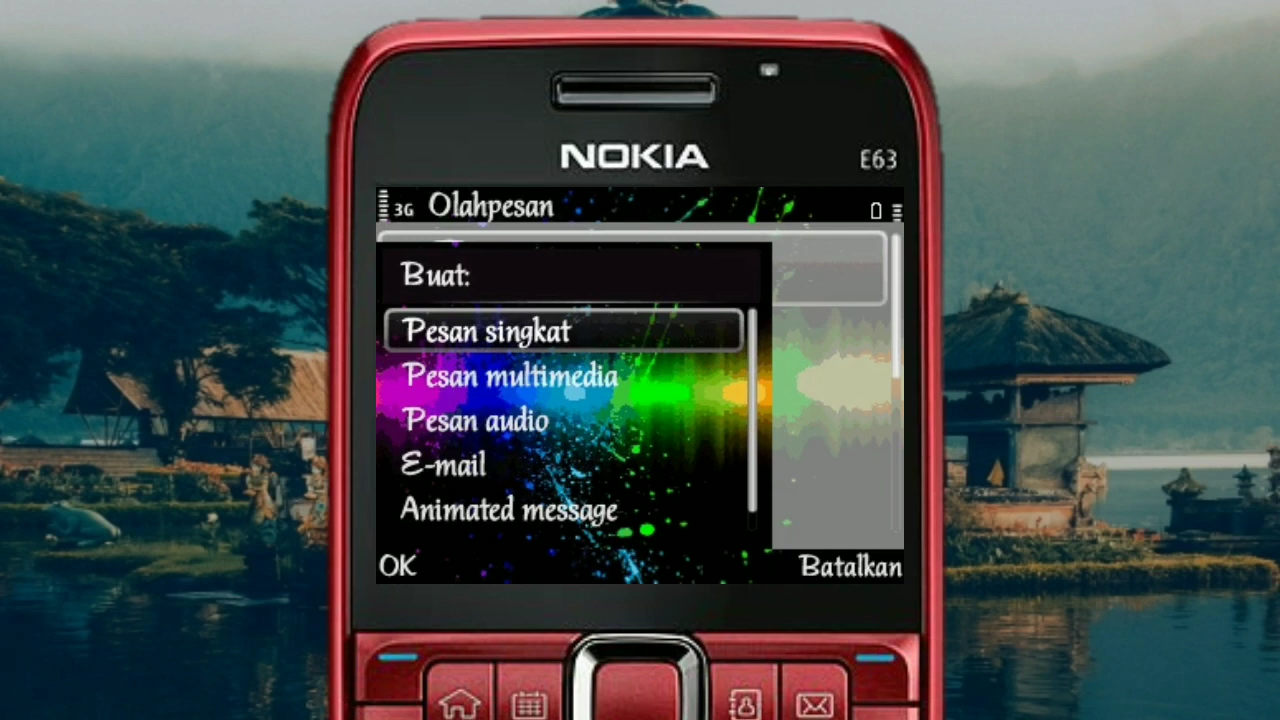 NOKIA
E63
3G Olahpesan
Buat:
Pesan singkat
Pesan multimedia
Pesan audio
E-mail
Animated message
OK Batalkan